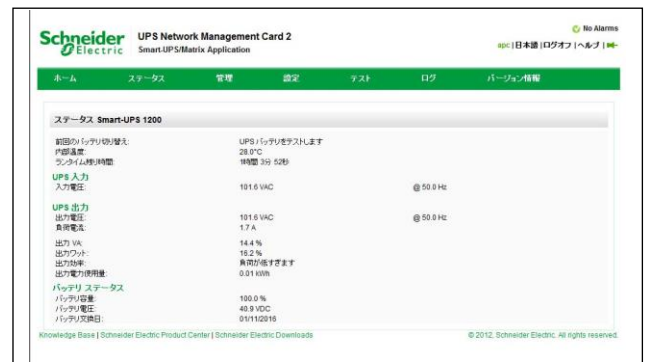 Schneider Electric
UPS Network Management Card 2
Smart-UPS/Matrix Application
No Alarms
apc | 日本語 | ログオフ | ヘルプ |
ホーム ステータス 管理 設定 テスト ログ バージョン情報
ステータス Smart-UPS 1200
前回のバッテリ切り替え: UPS バッテリをテストします
内部温度: 28.0°C
ランタイム残り時間: 1時間 3分 52秒
UPS 入力
入力電圧: 101.6 VAC @ 50.0 Hz
UPS 出力
出力電圧: 101.6 VAC @ 50.0 Hz
負荷電流: 1.7 A
出力 VA: 14.4 %
出力ワット: 16.2 %
出力効率: 負荷が低すぎます
出力電力使用量: 0.01 kWh
バッテリ ステータス
バッテリ容量: 100.0 %
バッテリ電圧: 40.9 VDC
バッテリ交換日: 01/11/2016
Knowledge Base | Schneider Electric Product Center | Schneider Electric Downloads
© 2012, Schneider Electric. All rights reserved.